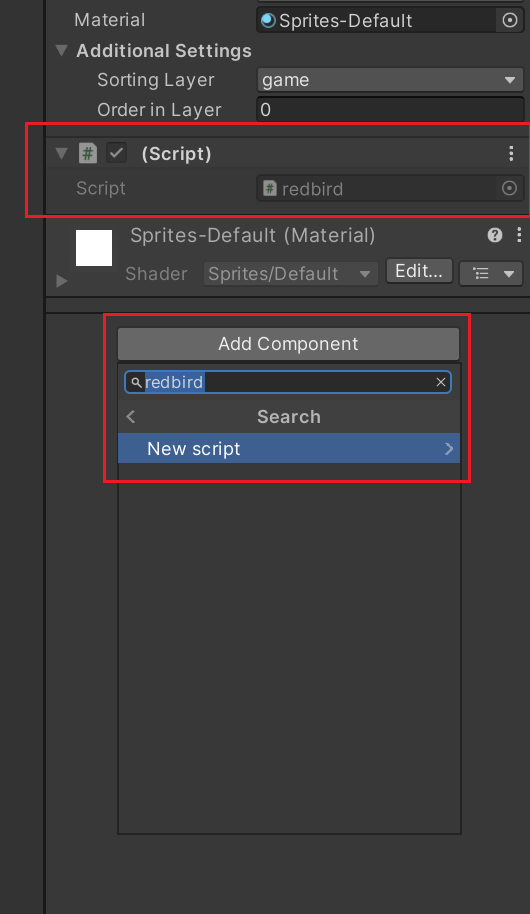 Material Sprites-Default
Additional Settings
Sorting Layer game
Order in Layer 0
# (Script)
Script # redbird
Sprites-Default (Material) ?
Shader Sprites/Default Edit...
Add Component
redbird
Search
New script